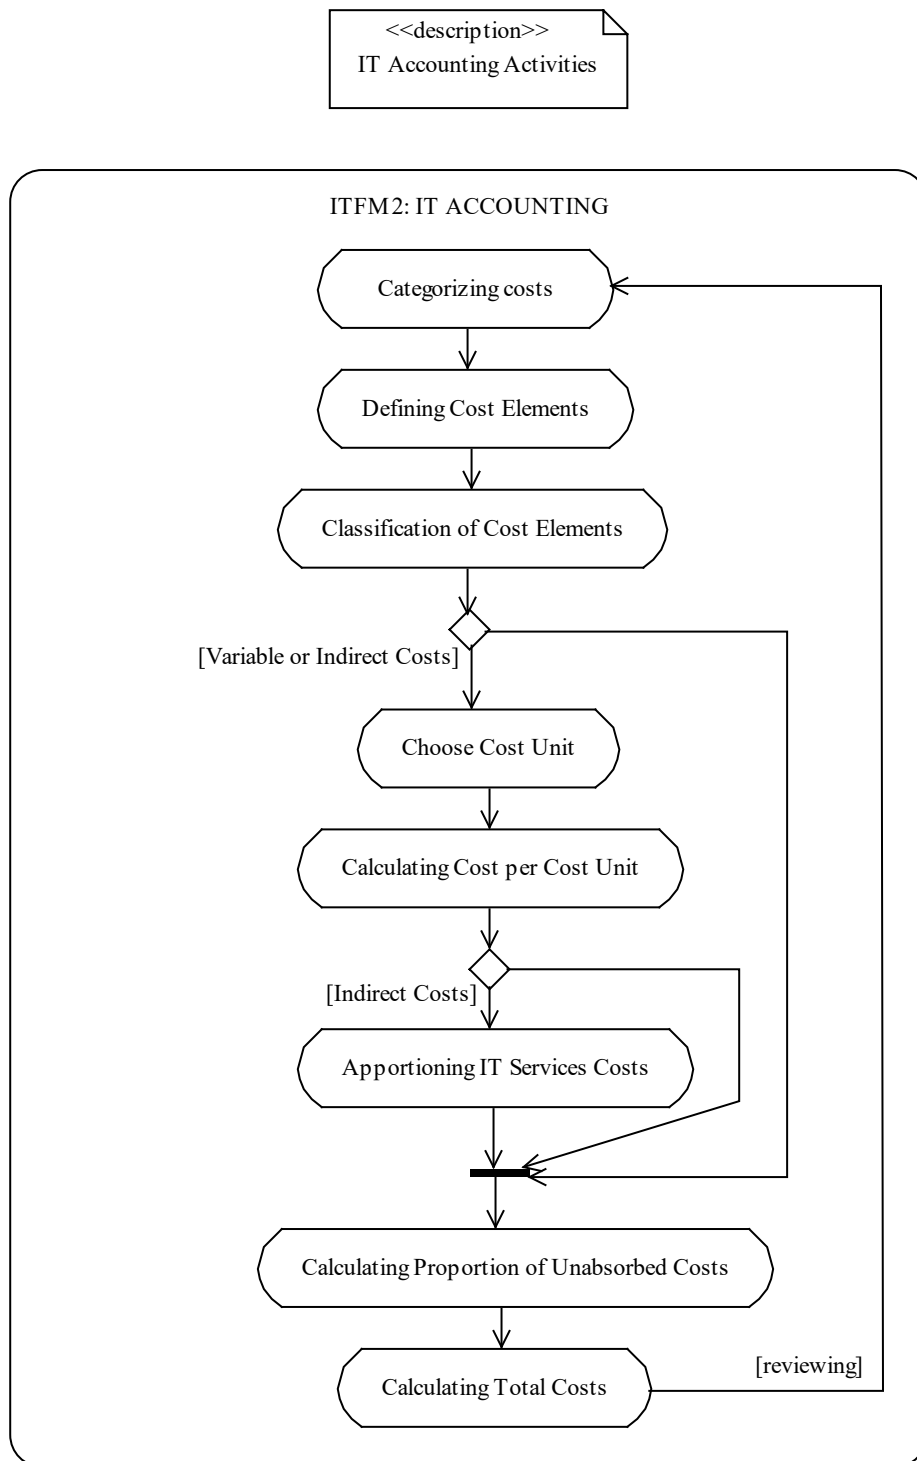 <<description>>
IT Accounting Activities
ITFM2: IT ACCOUNTING
Categorizing costs
Defining Cost Elements
Classification of Cost Elements
[Variable or Indirect Costs]
Choose Cost Unit
Calculating Cost per Cost Unit
[Indirect Costs]
Apportioning IT Services Costs
Calculating Proportion of Unabsorbed Costs
[reviewing]
Calculating Total Costs